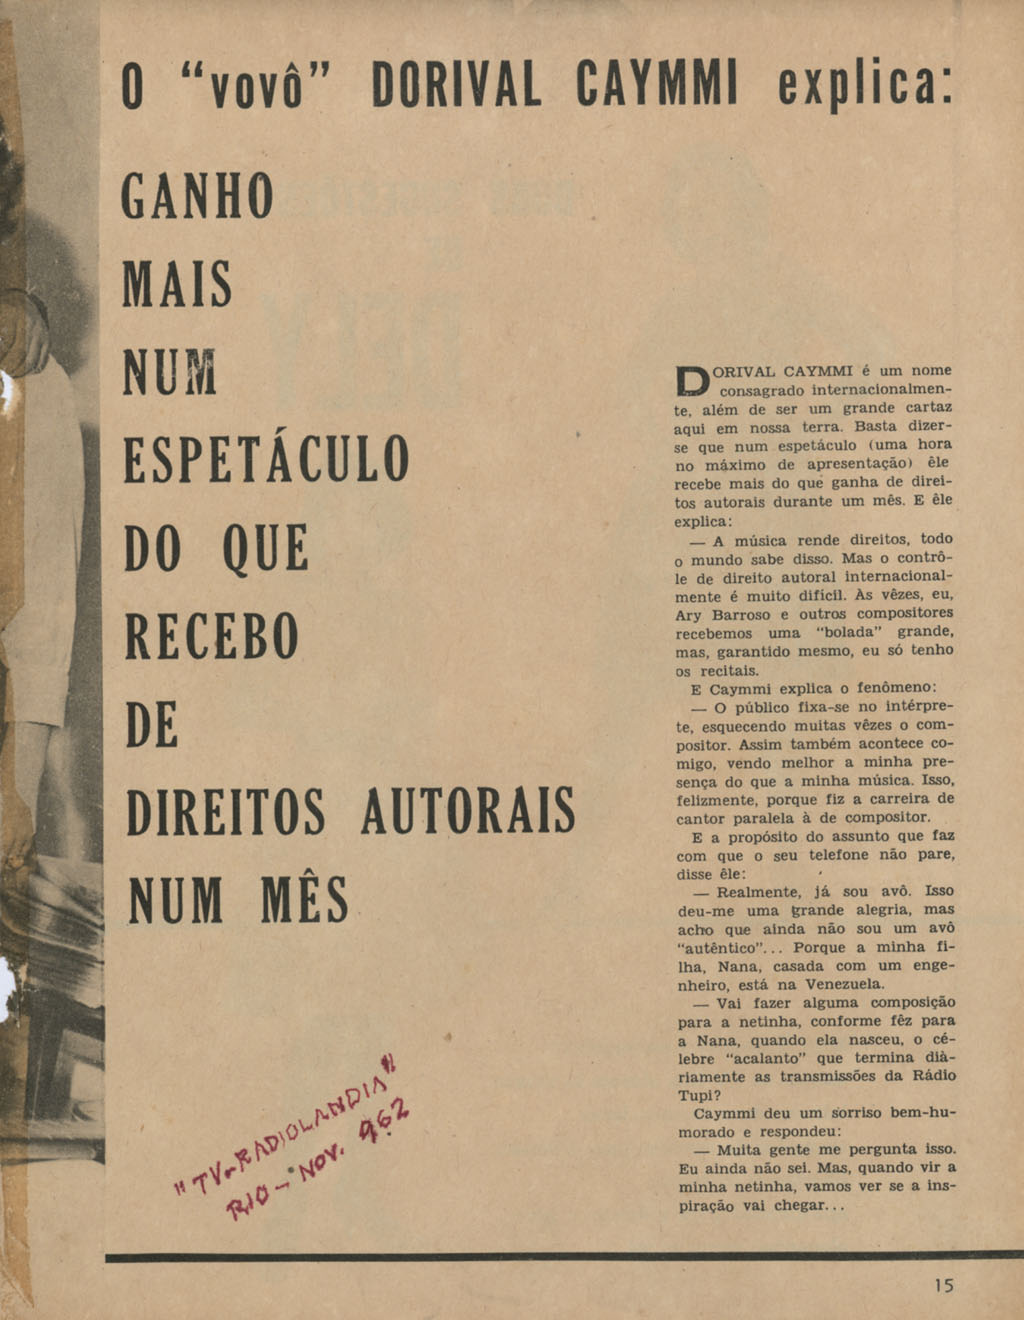 O "vovô" DORIVAL CAYMMI explica:
GANHO
MAIS
NUM
ESPETÁCULO
DO QUE
RECEBO
DE
DIREITOS AUTORAIS
NUM MÊS
DORIVAL CAYMMI é um nome
consagrado internacionalmen-
te, além de ser um grande cartaz
aqui em nossa terra. Basta dizer-
se que num espetáculo (uma hora
no máximo de apresentação) êle
recebe mais do que ganha de direi-
tos autorais durante um mês. E êle
explica:
— A música rende direitos, todo
o mundo sabe disso. Mas o contrô-
le de direito autoral internacional-
mente é muito difícil. Às vêzes, eu,
Ary Barroso e outros compositores
recebemos uma "bolada" grande,
mas, garantido mesmo, eu só tenho
os recitais.
E Caymmi explica o fenômeno:
— O público fixa-se no intérpre-
te, esquecendo muitas vêzes o com-
positor. Assim também acontece co-
migo, vendo melhor a minha pre-
sença do que a minha música. Isso,
felizmente, porque fiz a carreira de
cantor paralela à de compositor.
E a propósito do assunto que faz
com que o seu telefone não pare,
disse êle:
— Realmente, já sou avô. Isso
deu-me uma grande alegria, mas
acho que ainda não sou um avô
"autêntico"... Porque a minha fi-
lha, Nana, casada com um enge-
nheiro, está na Venezuela.
— Vai fazer alguma composição
para a netinha, conforme fêz para
a Nana, quando ela nasceu, o cé-
lebre "acalanto" que termina dià-
riamente as transmissões da Rádio
Tupi?
Caymmi deu um sorriso bem-hu-
morado e respondeu:
— Muita gente me pergunta isso.
Eu ainda não sei. Mas, quando vir a
minha netinha, vamos ver se a ins-
piração vai chegar...
"TV-RADIOLANDIA"
RIO - NOV. 962
15